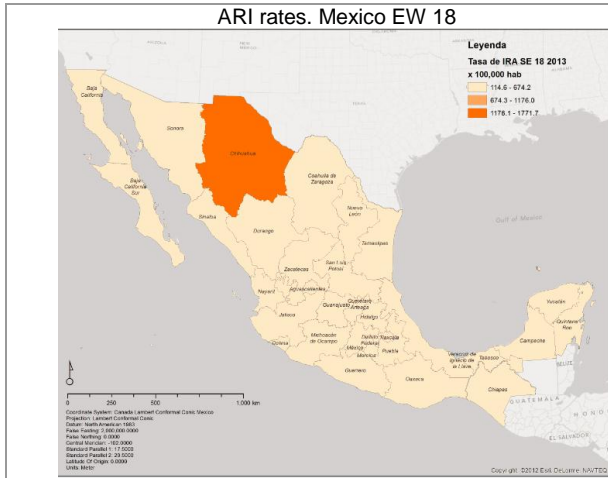 ARI rates. Mexico EW 18
Leyenda
Tasa de IRA SE 18 2013
x 100,000 hab
114.6 - 674.2
674.3 - 1176.0
1176.1 - 1771.7
Baja
California
Sonora
Chihuahua
Coahuila de
Zaragoza
Baja
California
Sur
Nuevo
León
Sinaloa
Gulf of Mexico
Durango
Tamaulipas
Zacatecas
San Luis
Potosí
Nayarit
Aguascalientes
Yucatán
Guanajuato
Querétaro
Arteaga
Quintana
Roo
Jalisco
Hidalgo
Campeche
Colima
Michoacán
de Ocampo
México
Distrito
Federal
Tlaxcala
Morelos
Puebla
Veracruz de
Ignacio de
la Llave
Tabasco
BELIZE
Guerrero
Oaxaca
Chiapas
GUATEMALA
EL SALVADOR
0 250 500 1,000 km
Coordinate System: Canada Lambert Conformal Conic Mexico
Projection: Lambert Conformal Conic
Datum: North American 1983
False Easting: 2,500,000.0000
False Northing: 0.0000
Central Meridian: -102.0000
Standard Parallel 1: 17.5000
Standard Parallel 2: 29.5000
Latitude Of Origin: 0.0000
Units: Meter
Copyright: ©2012 Esri, DeLorme, NAVTEQ